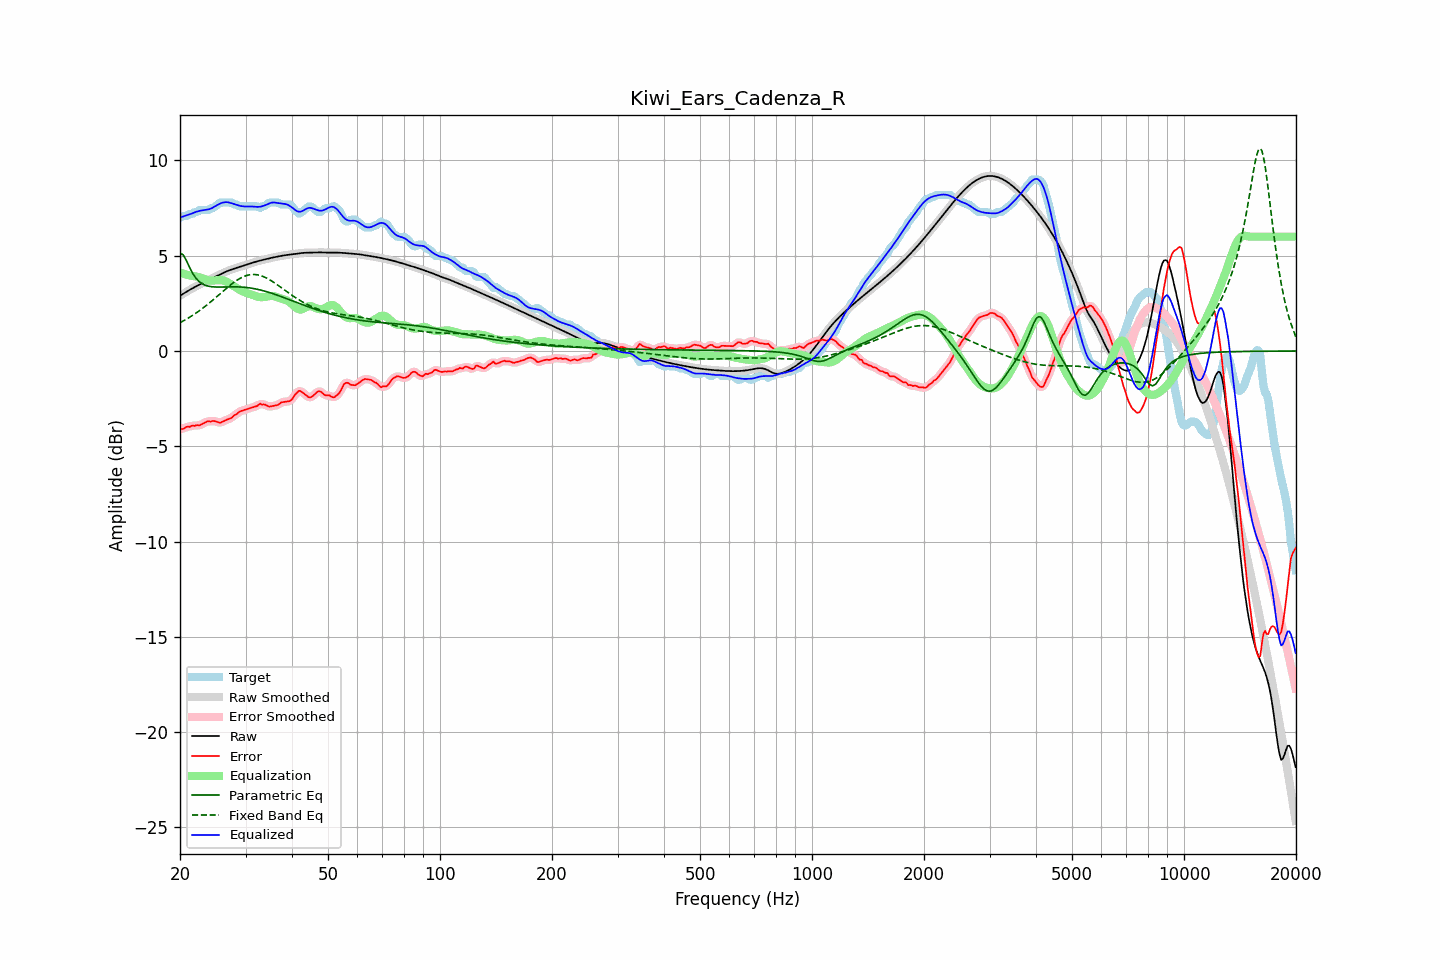 Kiwi_Ears_Cadenza_R
Amplitude (dBr)
10
5
0
−5
−10
−15
−20
−25
Target
Raw Smoothed
Error Smoothed
Raw
Error
Equalization
Parametric Eq
Fixed Band Eq
Equalized
20 50 100 200 500 1000 2000 5000 10000 20000
Frequency (Hz)